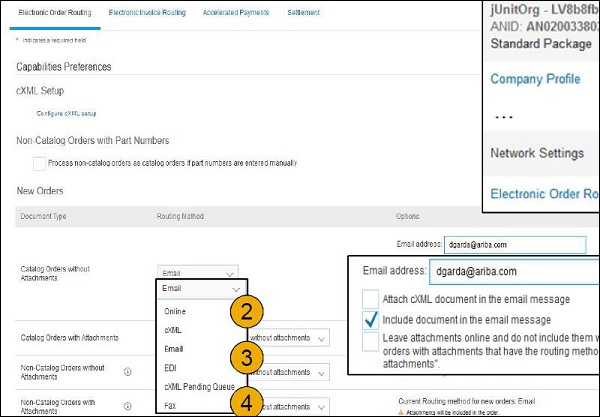 Electronic Order Routing
Electronic Invoice Routing
Accelerated Payments
Settlement
jUnitOrg - LV8b8fb
ANID: AN020033803
Standard Package
Company Profile
...
Network Settings
Electronic Order Ro
* Indicates a required field
Capabilities Preferences
cXML Setup
Configure cXML setup
Non-Catalog Orders with Part Numbers
Process non-catalog orders as catalog orders if part numbers are entered manually
New Orders
Document Type
Routing Method
Options
Email address: dgarda@ariba.com
Catalog Orders without
Attachments
Email
Email
Online
cXML
Email
EDI
cXML Pending Queue
Fax
2
3
4
Email address: dgarda@ariba.com
Attach cXML document in the email message
Include document in the email message
Leave attachments online and do not include them w
orders with attachments that have the routing metho
attachments".
Catalog Orders with Attachments
without attachments
Non-Catalog Orders without
Attachments
without attachments
Non-Catalog Orders with
Attachments
without attachments
Current Routing method for new orders: Email
Attachments will be included in the order.